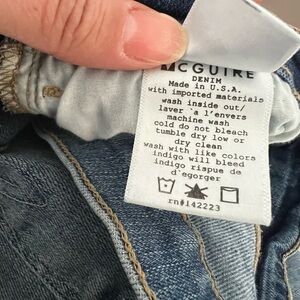 MCGUIRE
DENIM
Made in U.S.A.
with imported materials
wash inside out/
laver `a l'envers
machine wash
cold do not bleach
tumble dry low or
dry clean
wash with like colors
indigo will bleed
indigo rispue de
d`egorger
rn#142223